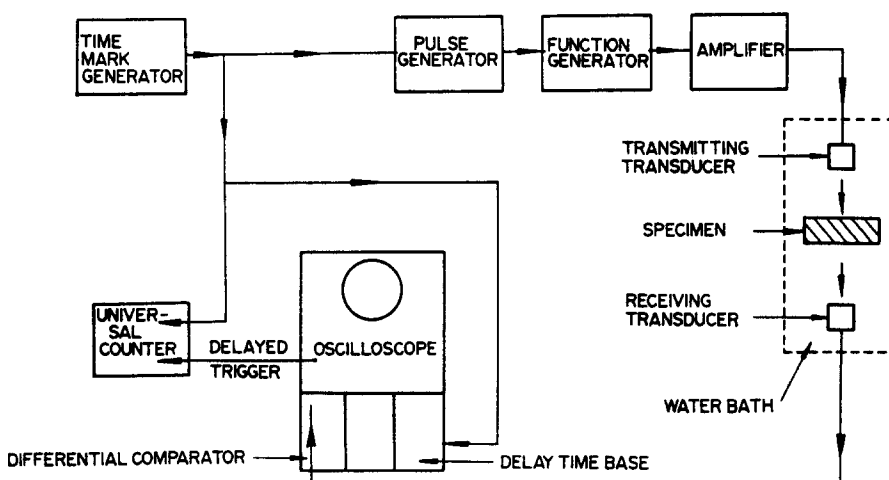 TIME
MARK
GENERATOR
PULSE
GENERATOR
FUNCTION
GENERATOR
AMPLIFIER
TRANSMITTING
TRANSDUCER
SPECIMEN
RECEIVING
TRANSDUCER
WATER BATH
UNIVER-
SAL
COUNTER
DELAYED
TRIGGER
OSCILLOSCOPE
DIFFERENTIAL COMPARATOR
DELAY TIME BASE